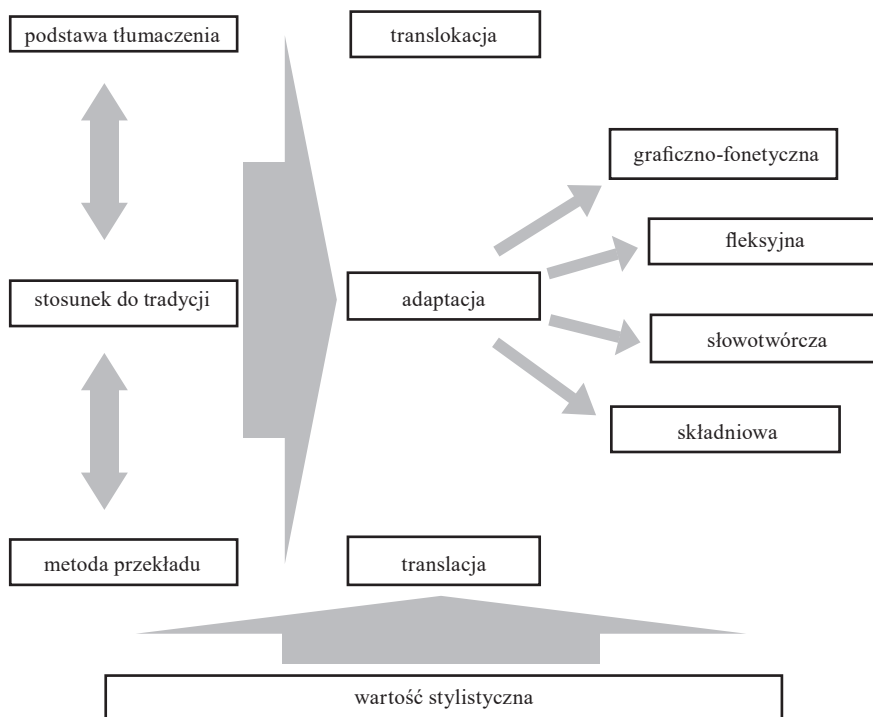 podstawa tłumaczenia
translokacja
graficzno-fonetyczna
fleksyjna
stosunek do tradycji
adaptacja
słowotwórcza
składniowa
metoda przekładu
translacja
wartość stylistyczna